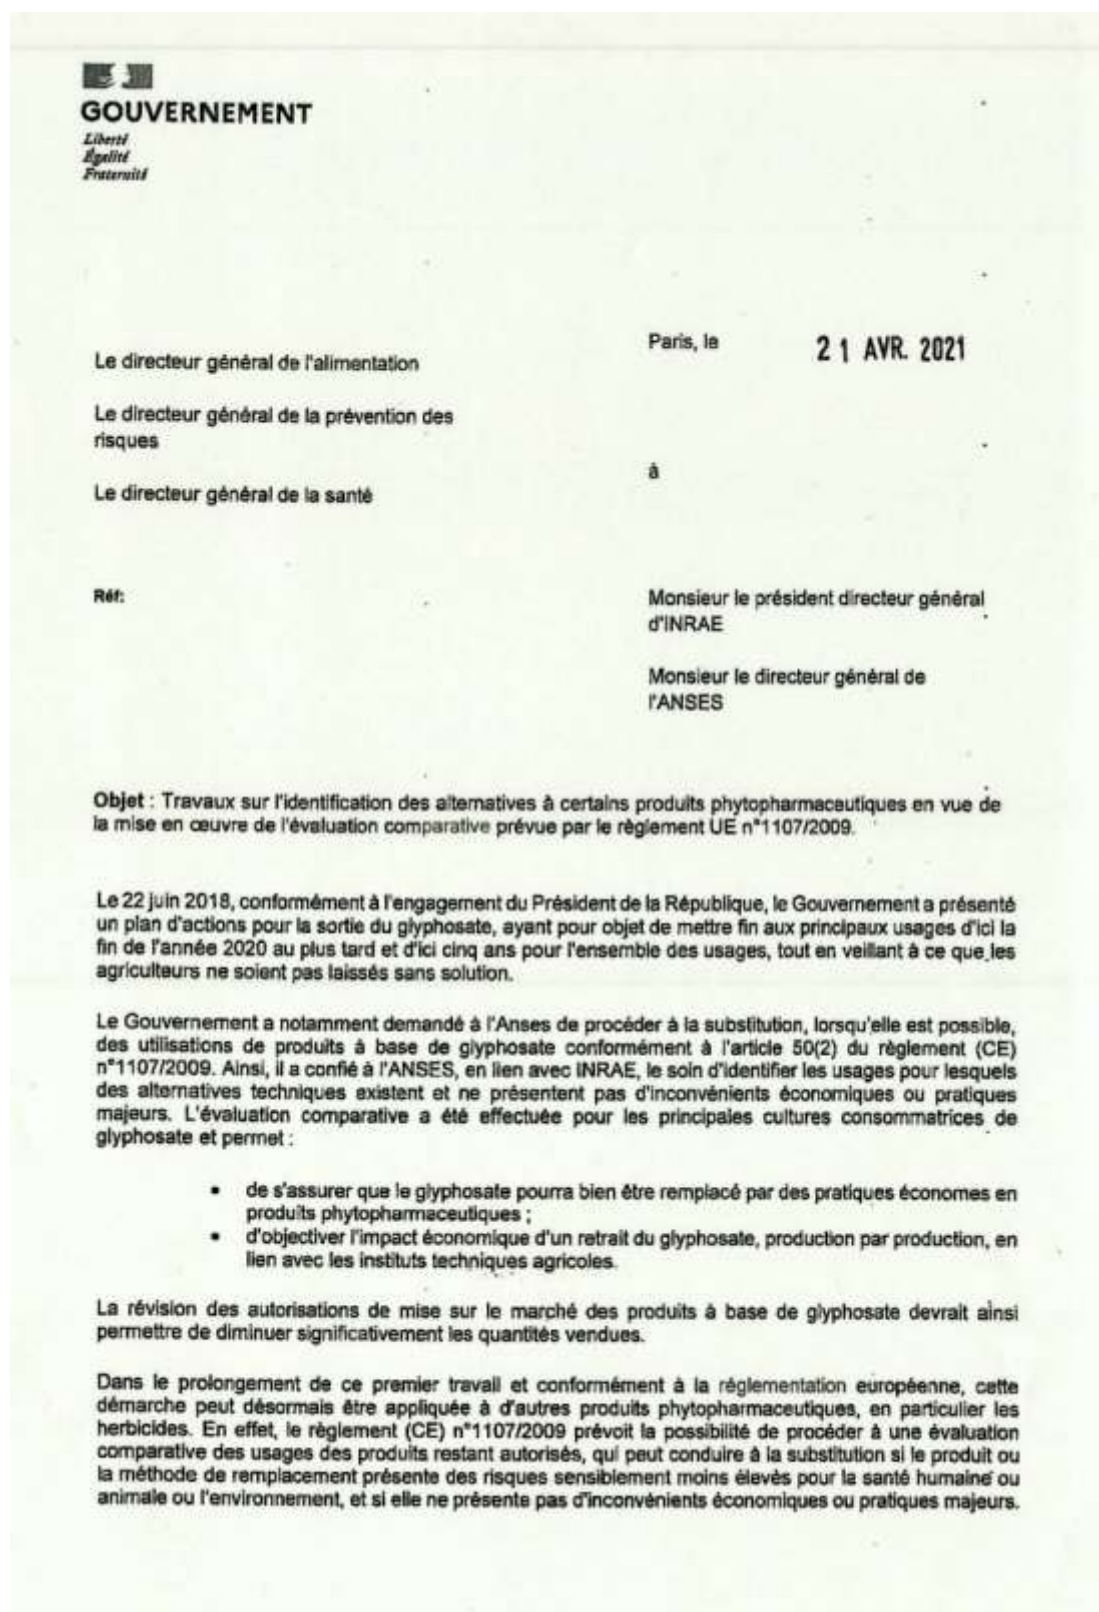 GOUVERNEMENT
Liberté
Égalité
Fraternité
Le directeur général de l'alimentation
Le directeur général de la prévention des
risques
Le directeur général de la santé
Paris, le 21 AVR. 2021
à
Réf:
Monsieur le président directeur général
d'INRAE
Monsieur le directeur général de
l'ANSES
Objet : Travaux sur l'identification des alternatives à certains produits phytopharmaceutiques en vue de
la mise en œuvre de l'évaluation comparative prévue par le règlement UE n°1107/2009.
Le 22 juin 2018, conformément à l'engagement du Président de la République, le Gouvernement a présenté
un plan d'actions pour la sortie du glyphosate, ayant pour objet de mettre fin aux principaux usages d'ici la
fin de l'année 2020 au plus tard et d'ici cinq ans pour l'ensemble des usages, tout en veillant à ce que les
agriculteurs ne soient pas laissés sans solution.
Le Gouvernement a notamment demandé à l'Anses de procéder à la substitution, lorsqu'elle est possible,
des utilisations de produits à base de glyphosate conformément à l'article 50(2) du règlement (CE)
n°1107/2009. Ainsi, il a confié à l'ANSES, en lien avec INRAE, le soin d'identifier les usages pour lesquels
des alternatives techniques existent et ne présentent pas d'inconvénients économiques ou pratiques
majeurs. L'évaluation comparative a été effectuée pour les principales cultures consommatrices de
glyphosate et permet :
• de s'assurer que le glyphosate pourra bien être remplacé par des pratiques économes en
produits phytopharmaceutiques ;
• d'objectiver l'impact économique d'un retrait du glyphosate, production par production, en
lien avec les instituts techniques agricoles.
La révision des autorisations de mise sur le marché des produits à base de glyphosate devrait ainsi
permettre de diminuer significativement les quantités vendues.
Dans le prolongement de ce premier travail et conformément à la réglementation européenne, cette
démarche peut désormais être appliquée à d'autres produits phytopharmaceutiques, en particulier les
herbicides. En effet, le règlement (CE) n°1107/2009 prévoit la possibilité de procéder à une évaluation
comparative des usages des produits restant autorisés, qui peut conduire à la substitution si le produit ou
la méthode de remplacement présente des risques sensiblement moins élevés pour la santé humaine ou
animale ou l'environnement, et si elle ne présente pas d'inconvénients économiques ou pratiques majeurs.